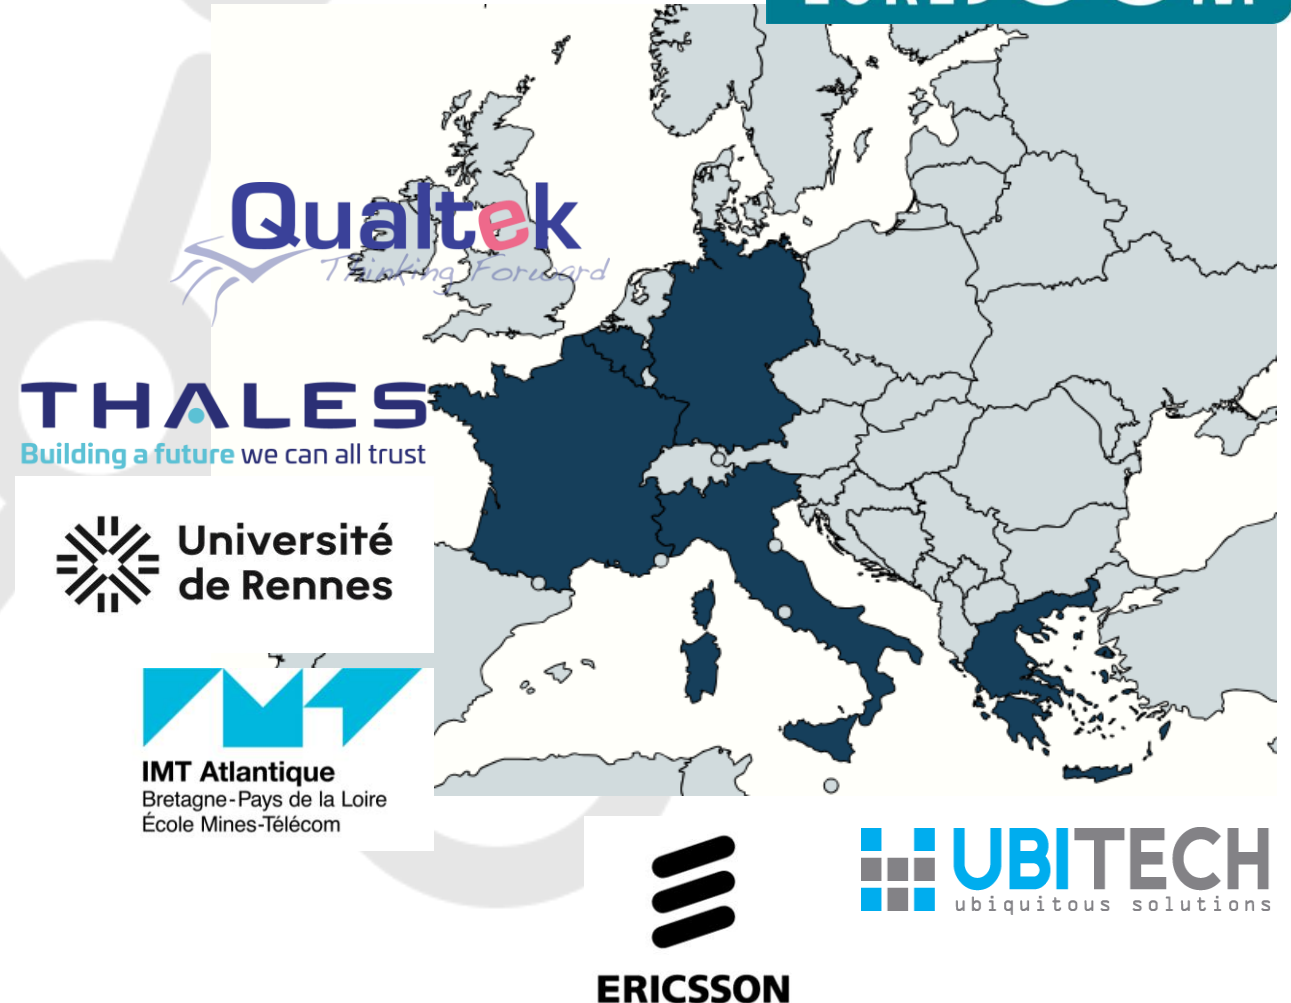 Qualtek
Thinking Forward
THALES
Building a future we can all trust
Université
de Rennes
IMT Atlantique
Bretagne-Pays de la Loire
École Mines-Télécom
UBITECH
ubiquitous solutions
ERICSSON